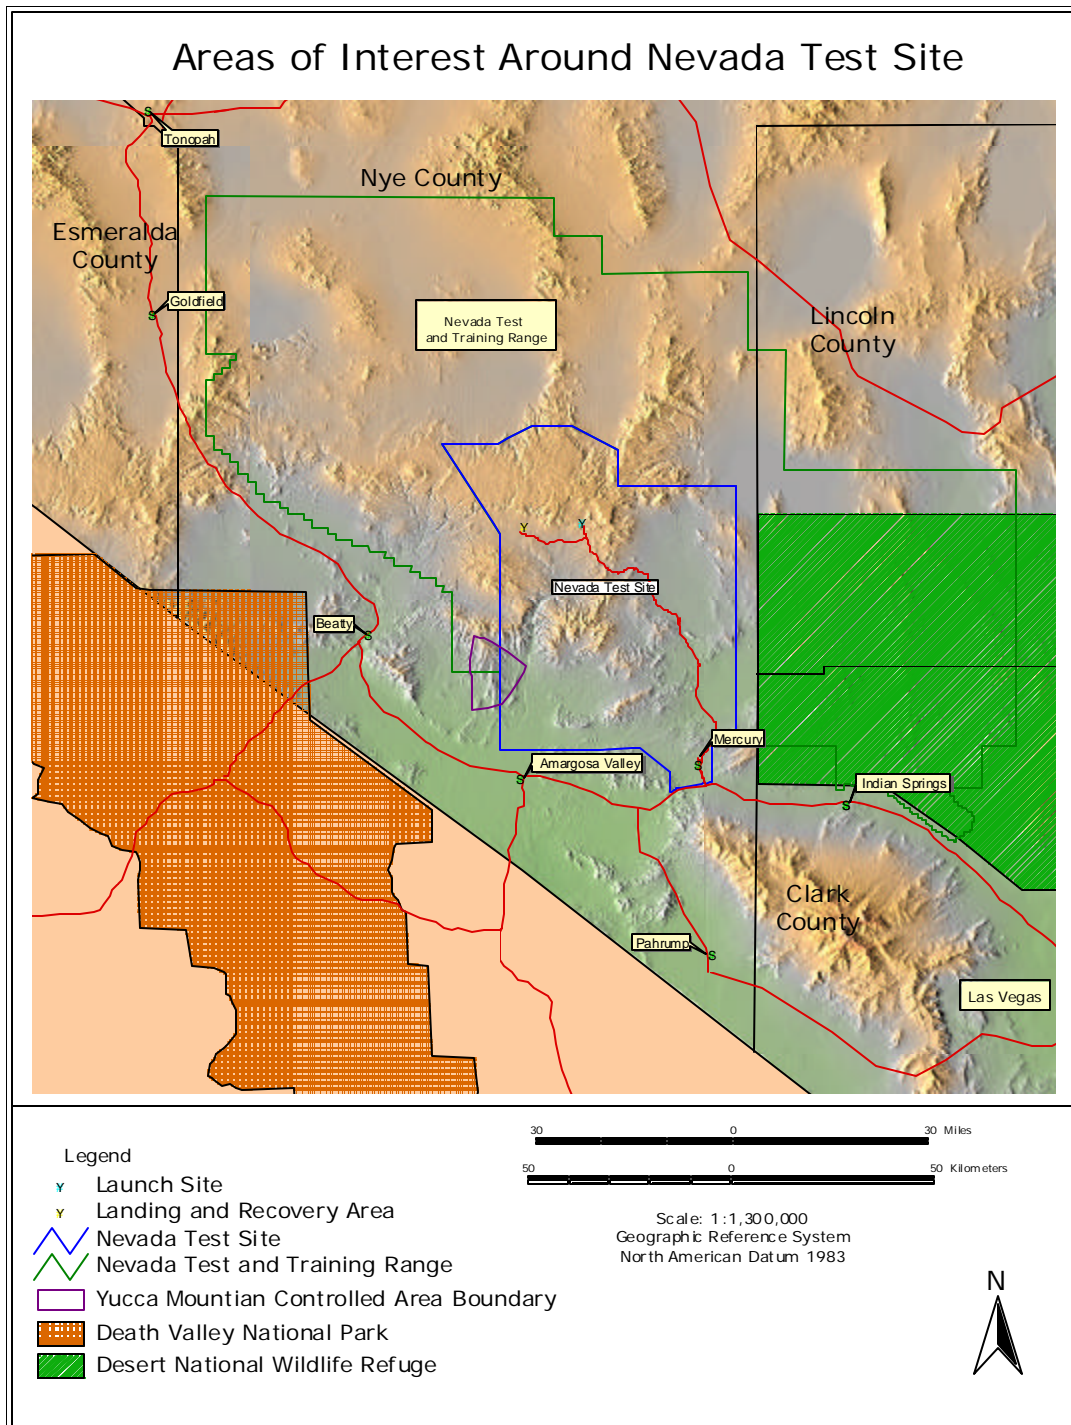 Areas of Interest Around Nevada Test Site
Tonopah
Nye County
Esmeralda
County
Goldfield
Nevada Test
and Training Range
Lincoln
County
Nevada Test Site
Beatty
Mercury
Amargosa Valley
Indian Springs
Clark
County
Pahrump
Las Vegas
30 0 30 Miles
50 0 50 Kilometers
Scale: 1:1,300,000
Geographic Reference System
North American Datum 1983
N
Legend
Launch Site
Landing and Recovery Area
Nevada Test Site
Nevada Test and Training Range
Yucca Mountian Controlled Area Boundary
Death Valley National Park
Desert National Wildlife Refuge